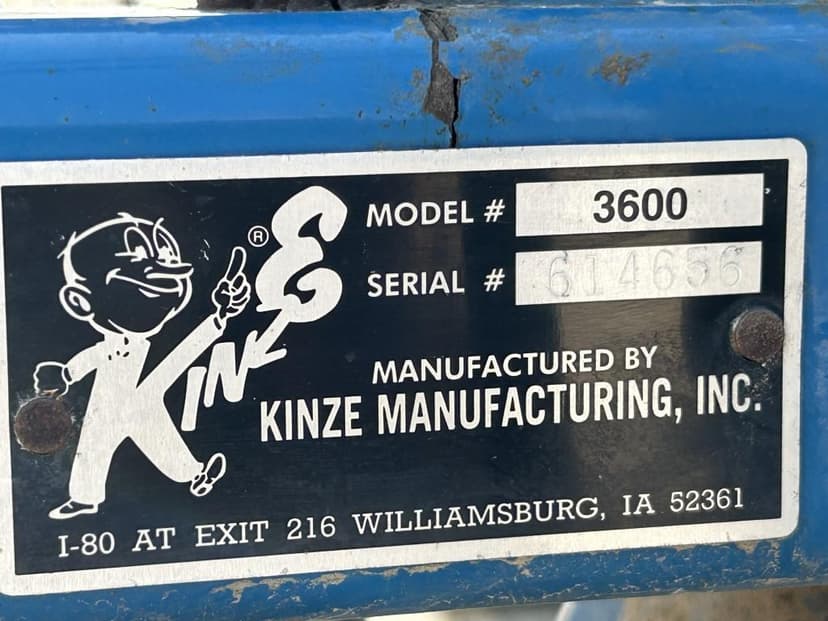 KINZE ®
MODEL # 3600
SERIAL # 614656
MANUFACTURED BY
KINZE MANUFACTURING, INC.
I-80 AT EXIT 216 WILLIAMSBURG, IA 52361